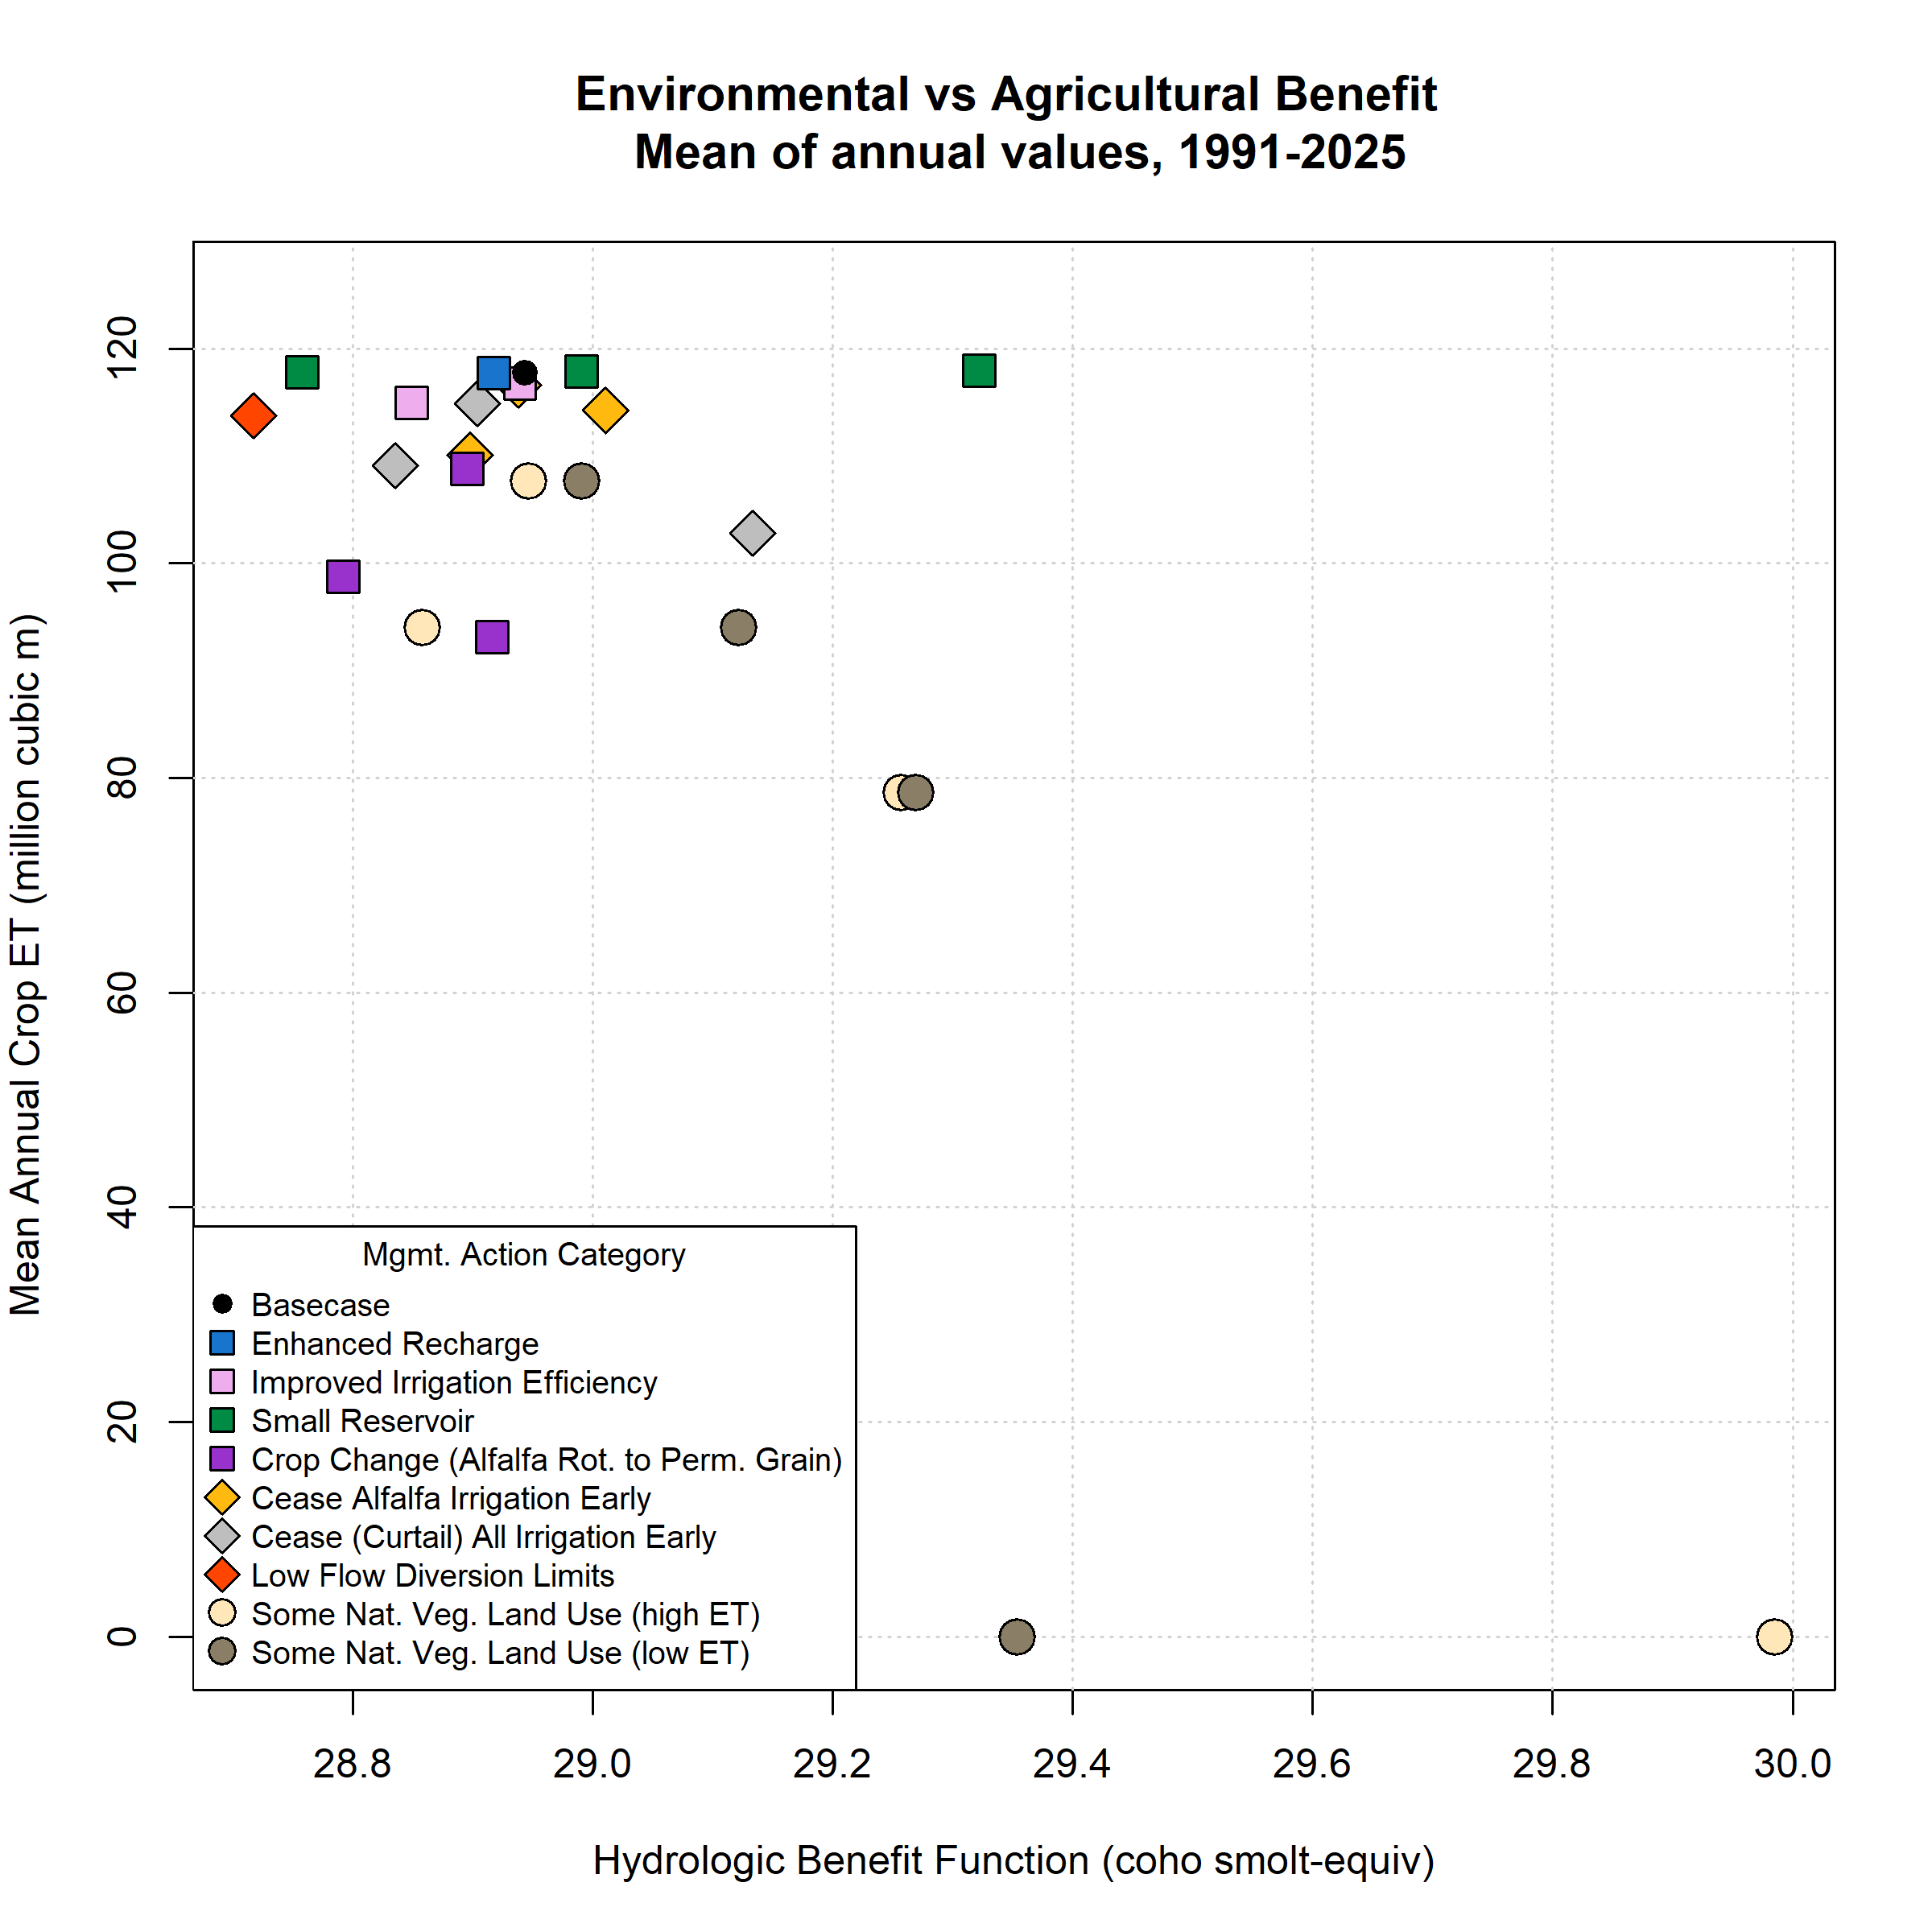 Environmental vs Agricultural Benefit
Mean of annual values, 1991-2025
Mean Annual Crop ET (million cubic m)
120
100
80
60
40
20
0
Mgmt. Action Category
Basecase
Enhanced Recharge
Improved Irrigation Efficiency
Small Reservoir
Crop Change (Alfalfa Rot. to Perm. Grain)
Cease Alfalfa Irrigation Early
Cease (Curtail) All Irrigation Early
Low Flow Diversion Limits
Some Nat. Veg. Land Use (high ET)
Some Nat. Veg. Land Use (low ET)
28.8 29.0 29.2 29.4 29.6 29.8 30.0
Hydrologic Benefit Function (coho smolt-equiv)